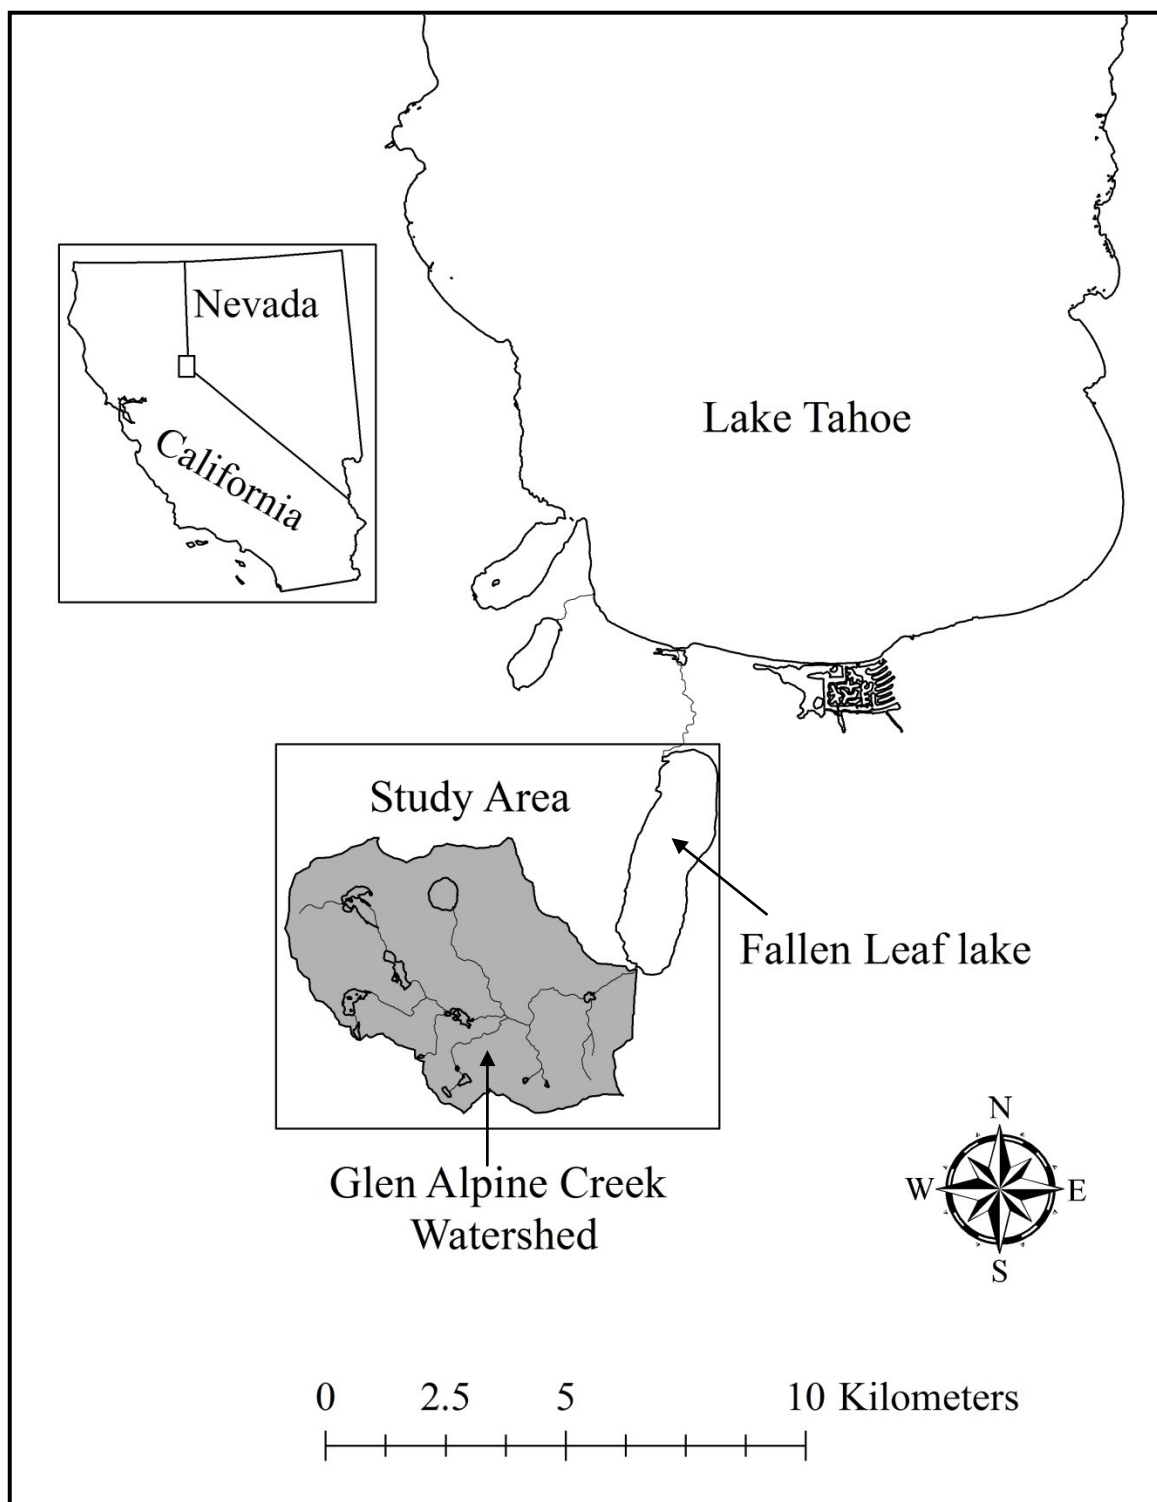 Nevada
California
Lake Tahoe
Study Area
Fallen Leaf lake
Glen Alpine Creek
Watershed
N
W E
S
0 2.5 5 10 Kilometers